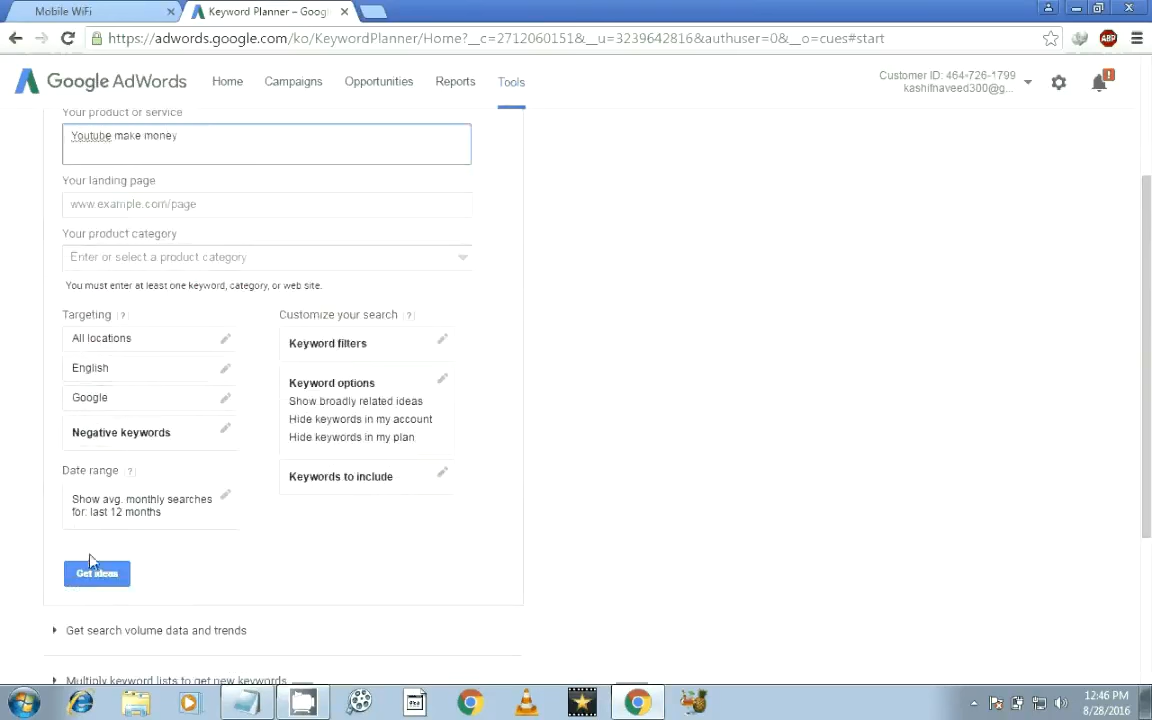 Mobile WiFi
Keyword Planner – Goog
https://adwords.google.com/ko/KeywordPlanner/Home?__c=2712060151&__u=3239642816&authuser=0&__o=cues#start
Google AdWords
Home
Campaigns
Opportunities
Reports
Tools
Customer ID: 464-726-1799
kashifnaveed300@g...
Your product or service
Youtube make money
Your landing page
www.example.com/page
Your product category
Enter or select a product category
You must enter at least one keyword, category, or web site.
Targeting ?
All locations
English
Google
Negative keywords
Date range ?
Show avg. monthly searches
for: last 12 months
Customize your search ?
Keyword filters
Keyword options
Show broadly related ideas
Hide keywords in my account
Hide keywords in my plan
Keywords to include
Get ideas
Get search volume data and trends
Multiply keyword lists to get new keywords
12:46 PM
8/28/2016